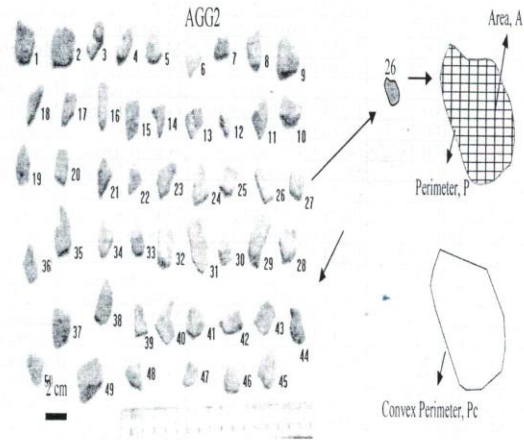 AGG2
1 2 3 4 5 6 7 8 9
18 17 16 15 14 13 12 11 10
19 20 21 22 23 24 25 26 27
36 35 34 33 32 31 30 29 28
37 38 39 40 41 42 43 44
50 49 48 47 46 45
2 cm
26
Area, A
Perimeter, P
Convex Perimeter, Pc